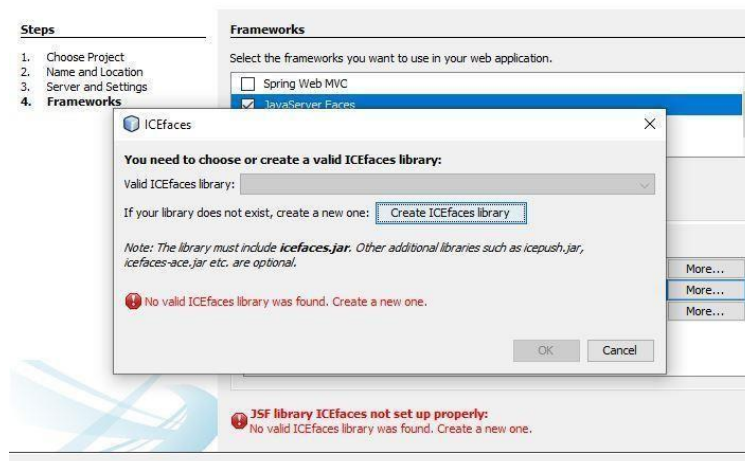 Steps
1. Choose Project
2. Name and Location
3. Server and Settings
4. Frameworks
Frameworks
Select the frameworks you want to use in your web application.
Spring Web MVC
JavaServer Faces
ICEfaces
You need to choose or create a valid ICEfaces library:
Valid ICEfaces library:
If your library does not exist, create a new one: Create ICEfaces library
Note: The library must include icefaces.jar. Other additional libraries such as icepush.jar,
icefaces-ace.jar etc. are optional.
No valid ICEfaces library was found. Create a new one.
OK Cancel
More...
More...
More...
JSF library ICEfaces not set up properly:
No valid ICEfaces library was found. Create a new one.